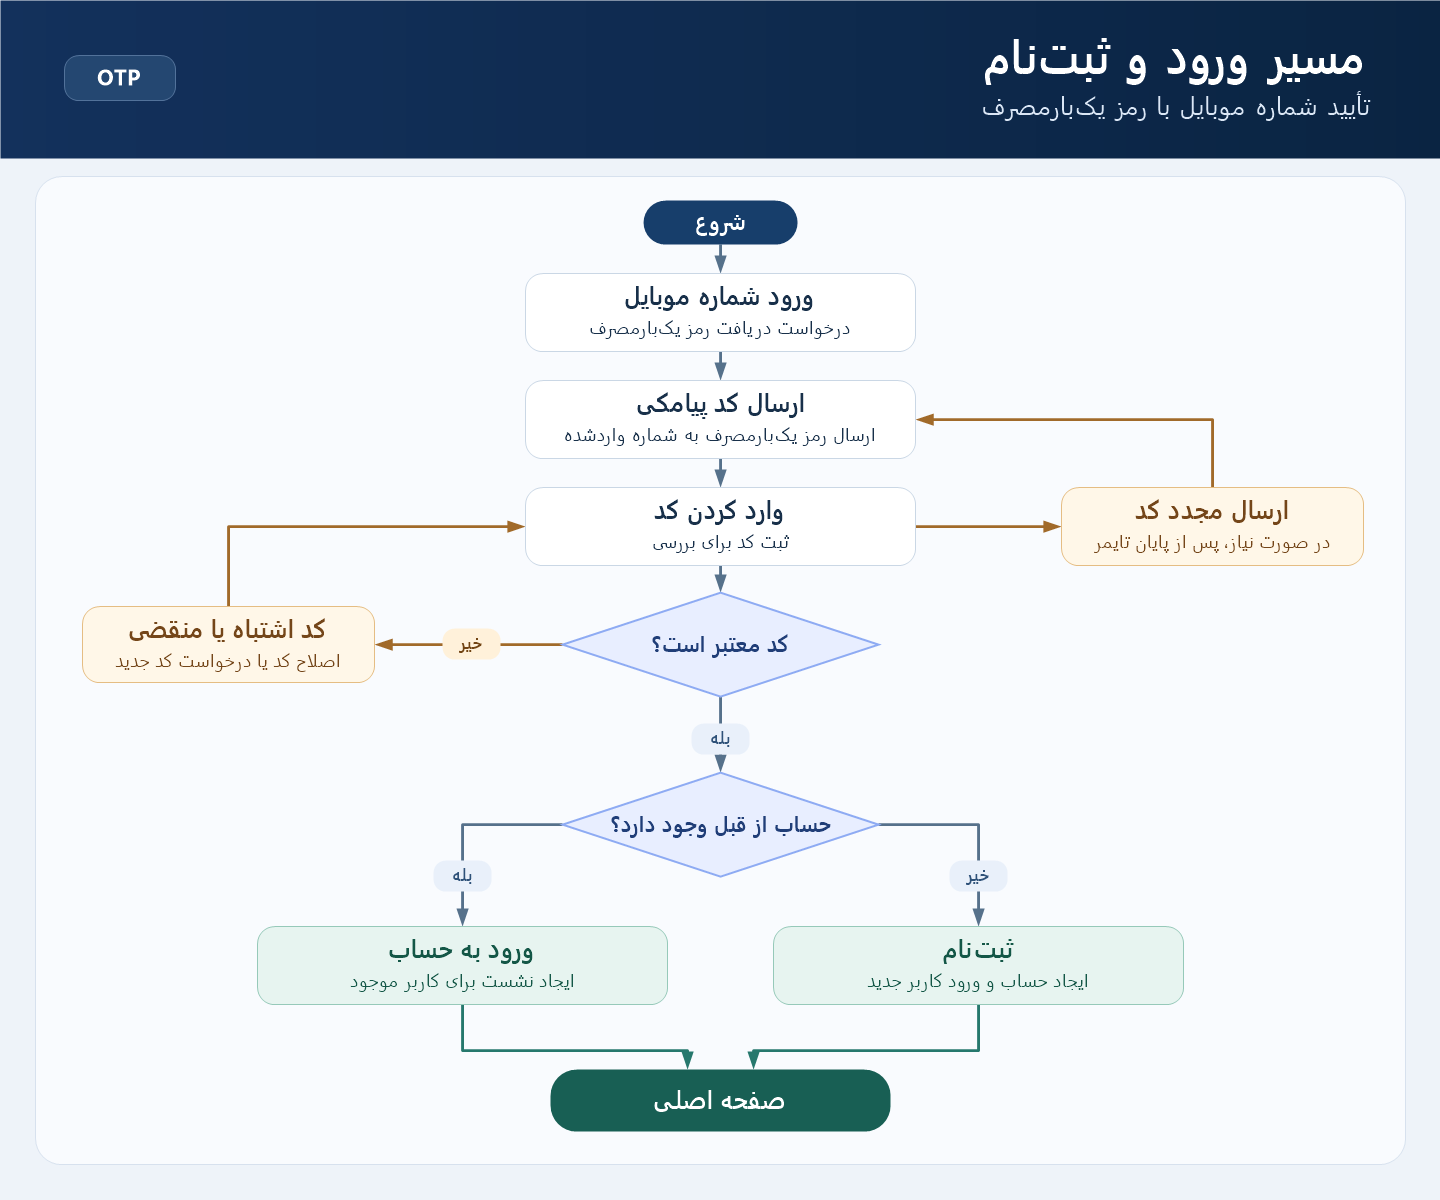 مسیر ورود و ثبت‌نام
تأیید شماره موبایل با رمز یک‌بارمصرف
OTP
شروع
ورود شماره موبایل
درخواست دریافت رمز یک‌بارمصرف
ارسال کد پیامکی
ارسال رمز یک‌بارمصرف به شماره واردشده
ارسال مجدد کد
در صورت نیاز، پس از پایان تایمر
وارد کردن کد
ثبت کد برای بررسی
کد معتبر است؟
خیر
کد اشتباه یا منقضی
اصلاح کد یا درخواست کد جدید
بله
حساب از قبل وجود دارد؟
خیر
بله
ثبت‌نام
ایجاد حساب و ورود کاربر جدید
ورود به حساب
ایجاد نشست برای کاربر موجود
صفحه اصلی